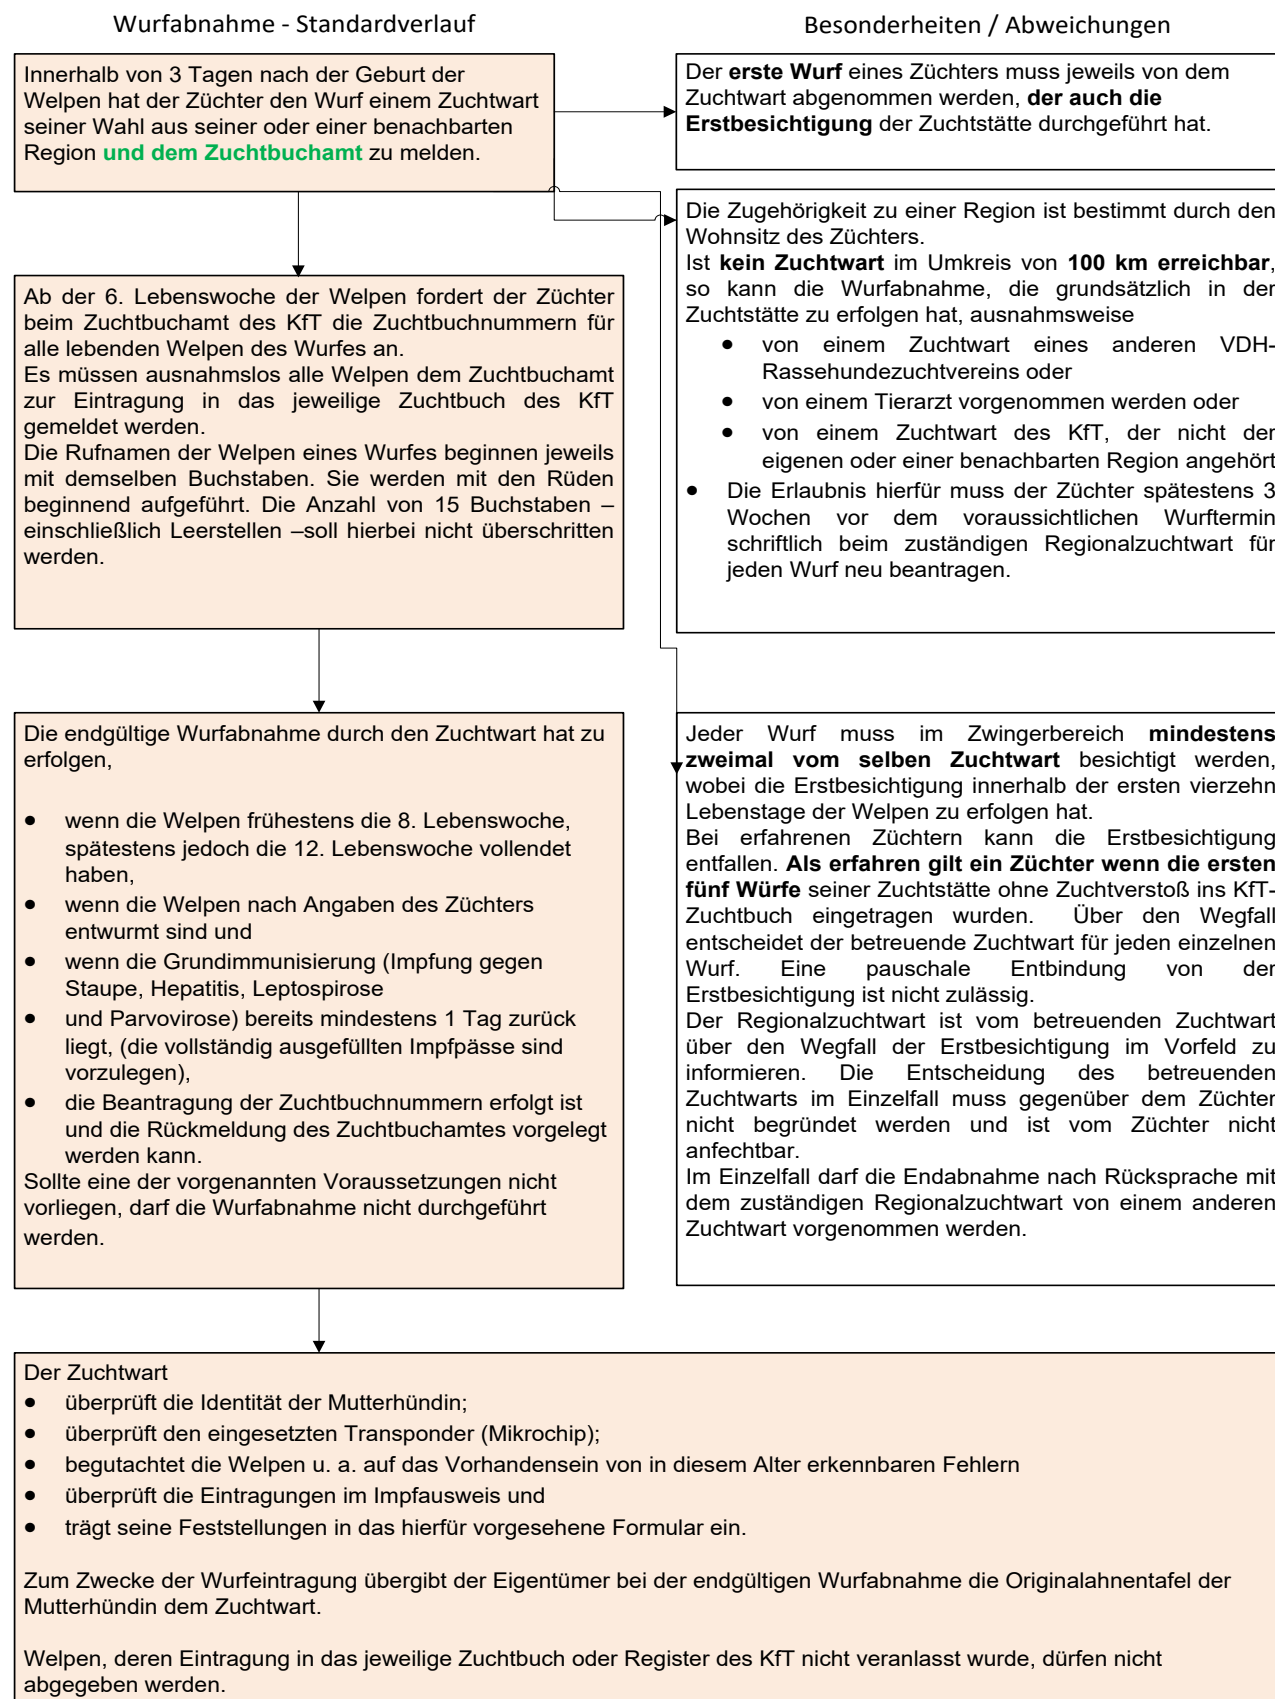 Wurfabnahme - Standardverlauf
Besonderheiten / Abweichungen
Innerhalb von 3 Tagen nach der Geburt der
Welpen hat der Züchter den Wurf einem Zuchtwart
seiner Wahl aus seiner oder einer benachbarten
Region und dem Zuchtbuchamt zu melden.
Der erste Wurf eines Züchters muss jeweils von dem
Zuchtwart abgenommen werden, der auch die
Erstbesichtigung der Zuchtstätte durchgeführt hat.
Die Zugehörigkeit zu einer Region ist bestimmt durch den
Wohnsitz des Züchters.
Ist kein Zuchtwart im Umkreis von 100 km erreichbar,
so kann die Wurfabnahme, die grundsätzlich in der
Zuchtstätte zu erfolgen hat, ausnahmsweise
• von einem Zuchtwart eines anderen VDH-
Rassehundezuchtvereins oder
• von einem Tierarzt vorgenommen werden oder
• von einem Zuchtwart des KfT, der nicht der
eigenen oder einer benachbarten Region angehört
• Die Erlaubnis hierfür muss der Züchter spätestens 3
Wochen vor dem voraussichtlichen Wurftermin
schriftlich beim zuständigen Regionalzuchtwart für
jeden Wurf neu beantragen.
Ab der 6. Lebenswoche der Welpen fordert der Züchter
beim Zuchtbuchamt des KfT die Zuchtbuchnummern für
alle lebenden Welpen des Wurfes an.
Es müssen ausnahmslos alle Welpen dem Zuchtbuchamt
zur Eintragung in das jeweilige Zuchtbuch des KfT
gemeldet werden.
Die Rufnamen der Welpen eines Wurfes beginnen jeweils
mit demselben Buchstaben. Sie werden mit den Rüden
beginnend aufgeführt. Die Anzahl von 15 Buchstaben –
einschließlich Leerstellen –soll hierbei nicht überschritten
werden.
Die endgültige Wurfabnahme durch den Zuchtwart hat zu
erfolgen,
• wenn die Welpen frühestens die 8. Lebenswoche,
spätestens jedoch die 12. Lebenswoche vollendet
haben,
• wenn die Welpen nach Angaben des Züchters
entwurmt sind und
• wenn die Grundimmunisierung (Impfung gegen
Staupe, Hepatitis, Leptospirose
• und Parvovirose) bereits mindestens 1 Tag zurück
liegt, (die vollständig ausgefüllten Impfpässe sind
vorzulegen),
• die Beantragung der Zuchtbuchnummern erfolgt ist
und die Rückmeldung des Zuchtbuchamtes vorgelegt
werden kann.
Sollte eine der vorgenannten Voraussetzungen nicht
vorliegen, darf die Wurfabnahme nicht durchgeführt
werden.
Jeder Wurf muss im Zwingerbereich mindestens
zweimal vom selben Zuchtwart besichtigt werden,
wobei die Erstbesichtigung innerhalb der ersten vierzehn
Lebenstage der Welpen zu erfolgen hat.
Bei erfahrenen Züchtern kann die Erstbesichtigung
entfallen. Als erfahren gilt ein Züchter wenn die ersten
fünf Würfe seiner Zuchtstätte ohne Zuchtverstoß ins KfT-
Zuchtbuch eingetragen wurden. Über den Wegfall
entscheidet der betreuende Zuchtwart für jeden einzelnen
Wurf. Eine pauschale Entbindung von der
Erstbesichtigung ist nicht zulässig.
Der Regionalzuchtwart ist vom betreuenden Zuchtwart
über den Wegfall der Erstbesichtigung im Vorfeld zu
informieren. Die Entscheidung des betreuenden
Zuchtwarts im Einzelfall muss gegenüber dem Züchter
nicht begründet werden und ist vom Züchter nicht
anfechtbar.
Im Einzelfall darf die Endabnahme nach Rücksprache mit
dem zuständigen Regionalzuchtwart von einem anderen
Zuchtwart vorgenommen werden.
Der Zuchtwart
• überprüft die Identität der Mutterhündin;
• überprüft den eingesetzten Transponder (Mikrochip);
• begutachtet die Welpen u. a. auf das Vorhandensein von in diesem Alter erkennbaren Fehlern
• überprüft die Eintragungen im Impfausweis und
• trägt seine Feststellungen in das hierfür vorgesehene Formular ein.
Zum Zwecke der Wurfeintragung übergibt der Eigentümer bei der endgültigen Wurfabnahme die Originalahnentafel der
Mutterhündin dem Zuchtwart.
Welpen, deren Eintragung in das jeweilige Zuchtbuch oder Register des KfT nicht veranlasst wurde, dürfen nicht
abgegeben werden.